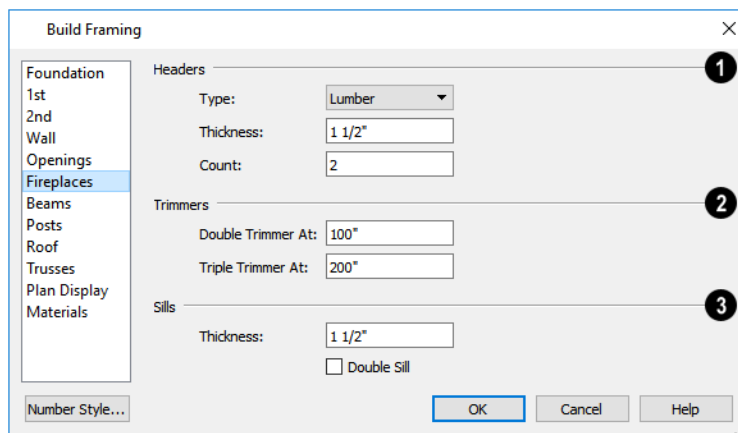 Build Framing
Foundation
1st
2nd
Wall
Openings
Fireplaces
Beams
Posts
Roof
Trusses
Plan Display
Materials
Number Style...
Headers
1
Type: Lumber
Thickness: 1 1/2"
Count: 2
Trimmers
2
Double Trimmer At: 100"
Triple Trimmer At: 200"
Sills
3
Thickness: 1 1/2"
Double Sill
OK
Cancel
Help